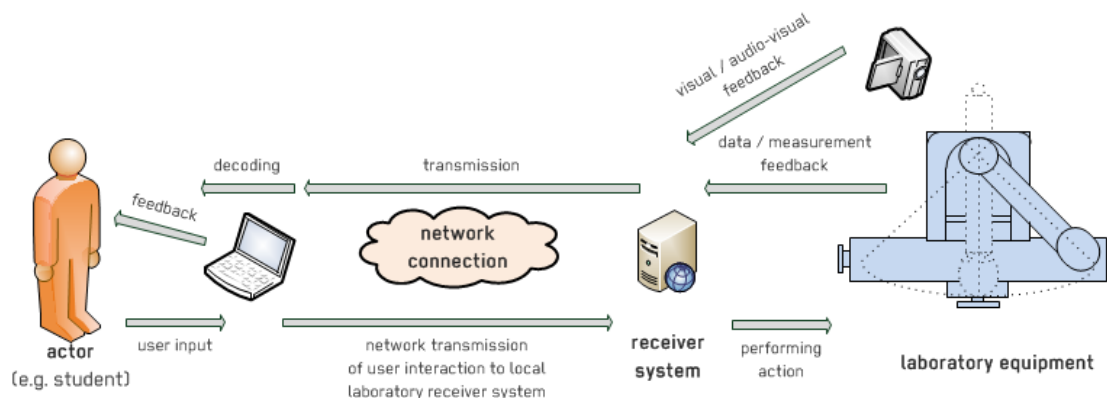 visual / audio-visual
feedback
data / measurement
feedback
decoding
transmission
feedback
network
connection
user input
network transmission
of user interaction to local
laboratory receiver system
receiver
system
performing
action
laboratory equipment
actor
(e.g. student)